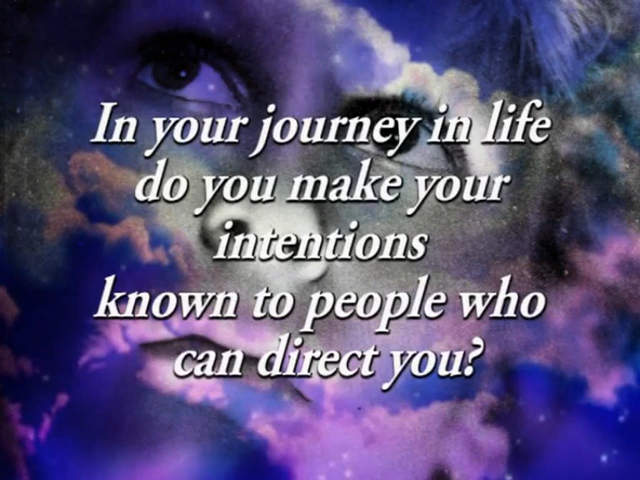 In your journey in life
do you make your
intentions
known to people who
can direct you?